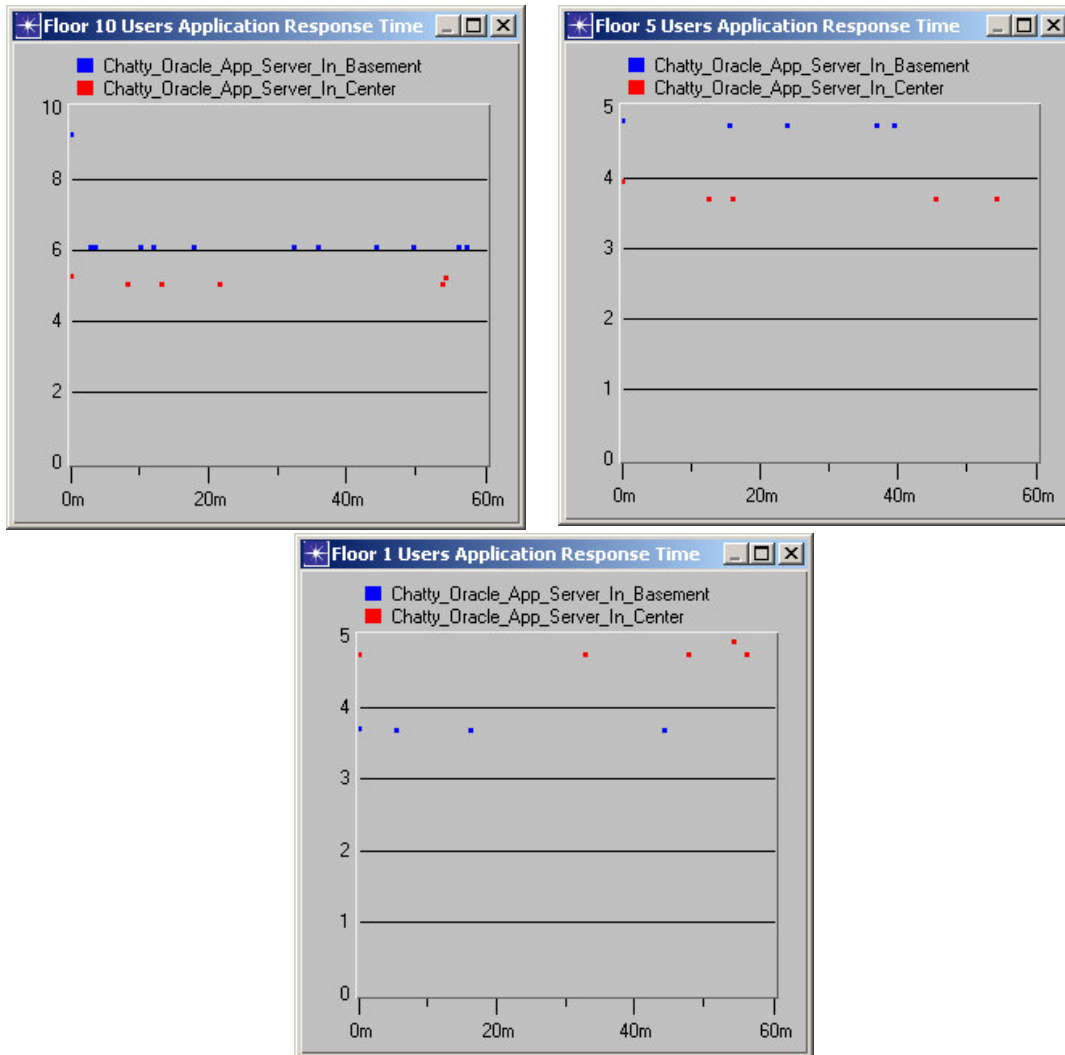 Floor 10 Users Application Response Time
Chatty_Oracle_App_Server_In_Basement
Chatty_Oracle_App_Server_In_Center
10
8
6
4
2
0
0m 20m 40m 60m
Floor 5 Users Application Response Time
Chatty_Oracle_App_Server_In_Basement
Chatty_Oracle_App_Server_In_Center
5
4
3
2
1
0
0m 20m 40m 60m
Floor 1 Users Application Response Time
Chatty_Oracle_App_Server_In_Basement
Chatty_Oracle_App_Server_In_Center
5
4
3
2
1
0
0m 20m 40m 60m